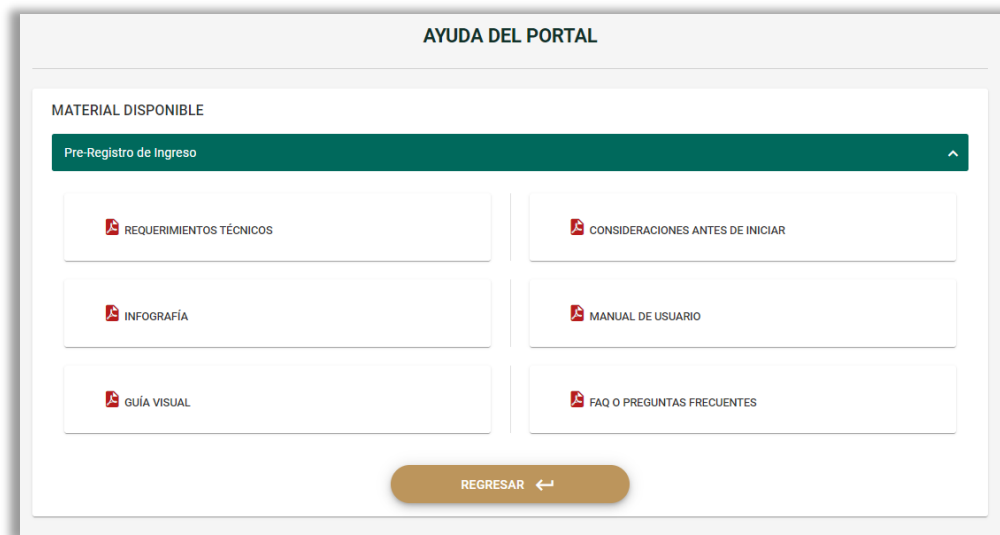 AYUDA DEL PORTAL
MATERIAL DISPONIBLE
Pre-Registro de Ingreso
REQUERIMIENTOS TÉCNICOS
CONSIDERACIONES ANTES DE INICIAR
INFOGRAFÍA
MANUAL DE USUARIO
GUÍA VISUAL
FAQ O PREGUNTAS FRECUENTES
REGRESAR